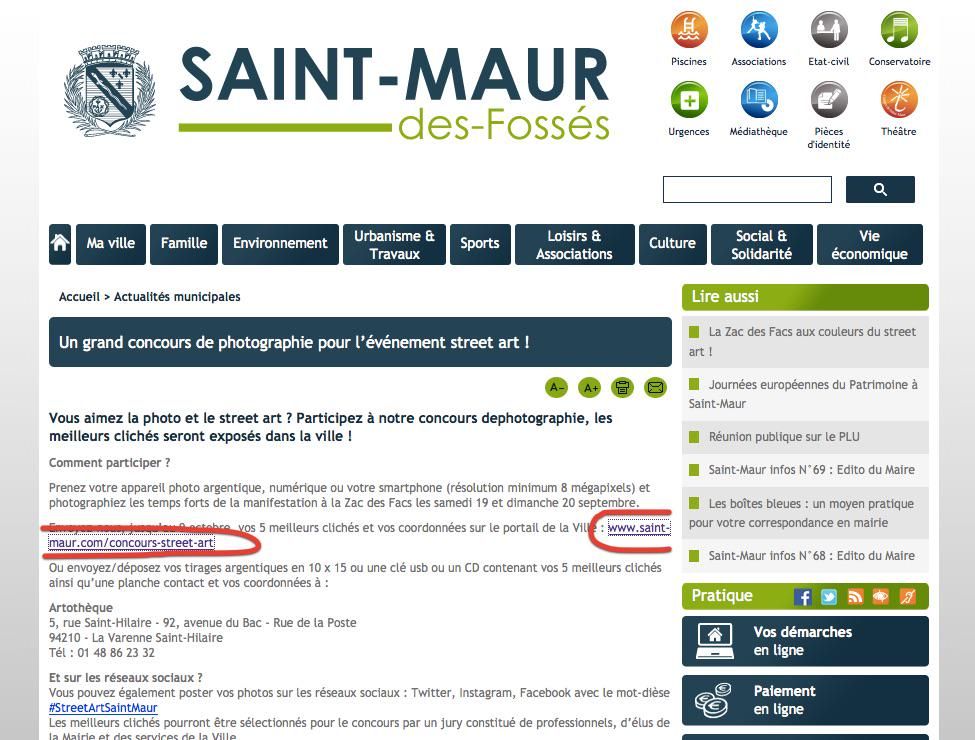 SAINT-MAUR
des-Fossés
Piscines
Associations
Etat-civil
Conservatoire
Urgences
Médiathèque
Pièces
d'identité
Théâtre
Ma ville
Famille
Environnement
Urbanisme &
Travaux
Sports
Loisirs &
Associations
Culture
Social &
Solidarité
Vie
économique
Accueil > Actualités municipales
Un grand concours de photographie pour l'événement street art !
A-
A+
Vous aimez la photo et le street art ? Participez à notre concours dephotographie, les
meilleurs clichés seront exposés dans la ville !
Comment participer ?
Prenez votre appareil photo argentique, numérique ou votre smartphone (résolution minimum 8 mégapixels) et
photographiez les temps forts de la manifestation à la Zac des Facs les samedi 19 et dimanche 20 septembre.
Envoyez-nous, jusqu'au 9 octobre, vos 5 meilleurs clichés et vos coordonnées sur le portail de la Ville : www.saint-
maur.com/concours-street-art
Ou envoyez/déposez vos tirages argentiques en 10 x 15 ou une clé usb ou un CD contenant vos 5 meilleurs clichés
ainsi qu'une planche contact et vos coordonnées à :
Artothèque
5, rue Saint-Hilaire - 92, avenue du Bac - Rue de la Poste
94210 - La Varenne Saint-Hilaire
Tél : 01 48 86 23 32
Et sur les réseaux sociaux ?
Vous pouvez également poster vos photos sur les réseaux sociaux : Twitter, Instagram, Facebook avec le mot-dièse
#StreetArtSaintMaur
Les meilleurs clichés pourront être sélectionnés pour le concours par un jury constitué de professionnels, d'élus de
la Mairie et des services de la Ville
Lire aussi
La Zac des Facs aux couleurs du street
art !
Journées européennes du Patrimoine à
Saint-Maur
Réunion publique sur le PLU
Saint-Maur infos N°69 : Edito du Maire
Les boîtes bleues : un moyen pratique
pour votre correspondance en mairie
Saint-Maur infos N°68 : Edito du Maire
Pratique
Vos démarches
en ligne
Paiement
en ligne